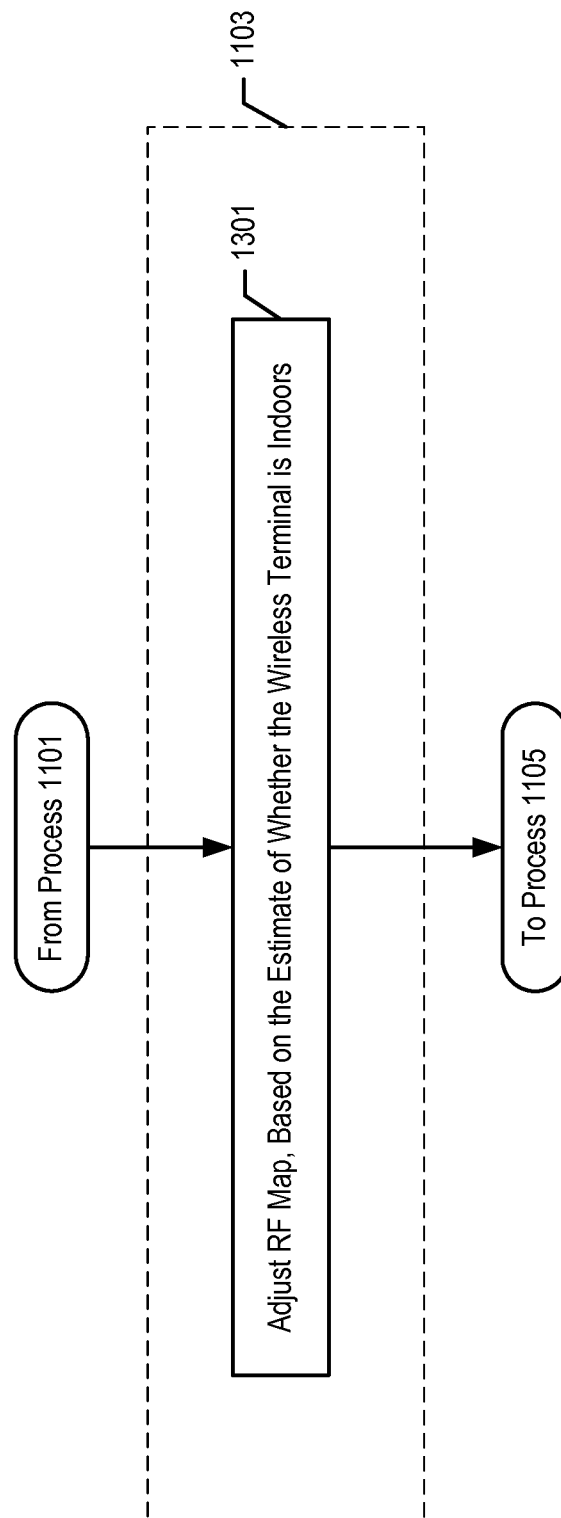 From Process 1101
1103
1301
Adjust RF Map, Based on the Estimate of Whether the Wireless Terminal is Indoors
To Process 1105